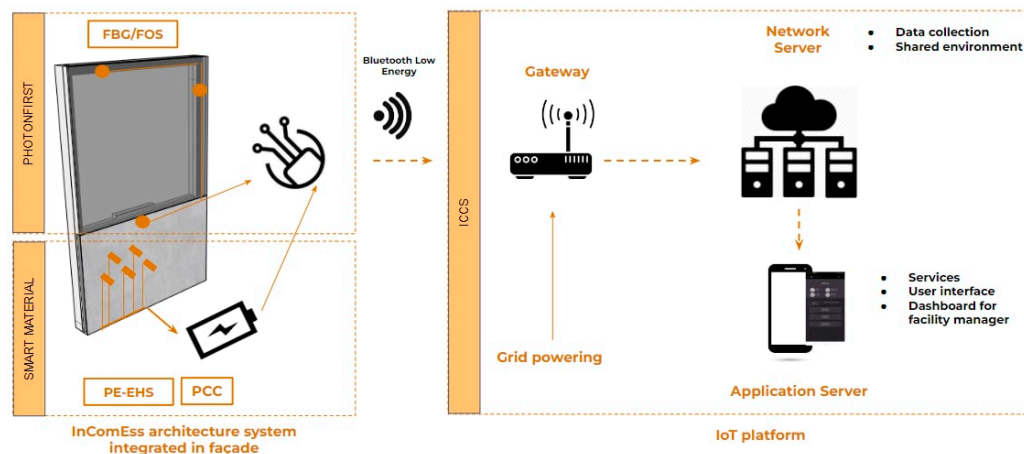 FBG/FOS
PHOTONFIRST
SMART MATERIAL
PE-EHS
PCC
InComEss architecture system
integrated in façade
Bluetooth Low
Energy
ICCS
Gateway
Grid powering
Network
Server
• Data collection
• Shared environment
• Services
• User interface
• Dashboard for
facility manager
Application Server
IoT platform